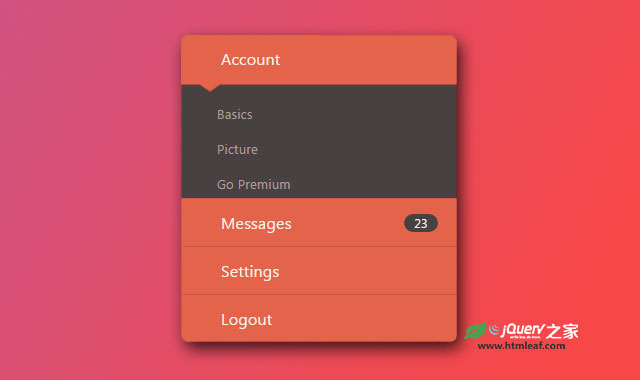 Account
Basics
Picture
Go Premium
Messages 23
Settings
Logout
jQuery之家
www.htmleaf.com